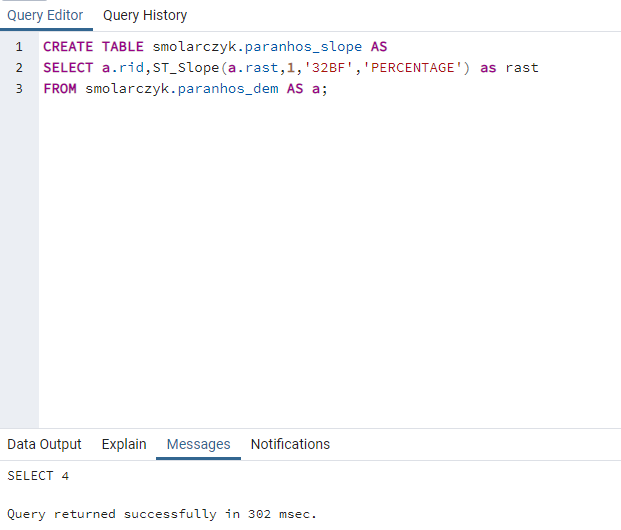 Query Editor Query History
1 CREATE TABLE smolarczyk.paranhos_slope AS
2 SELECT a.rid,ST_Slope(a.rast,1,'32BF','PERCENTAGE') as rast
3 FROM smolarczyk.paranhos_dem AS a;
Data Output Explain Messages Notifications
SELECT 4
Query returned successfully in 302 msec.